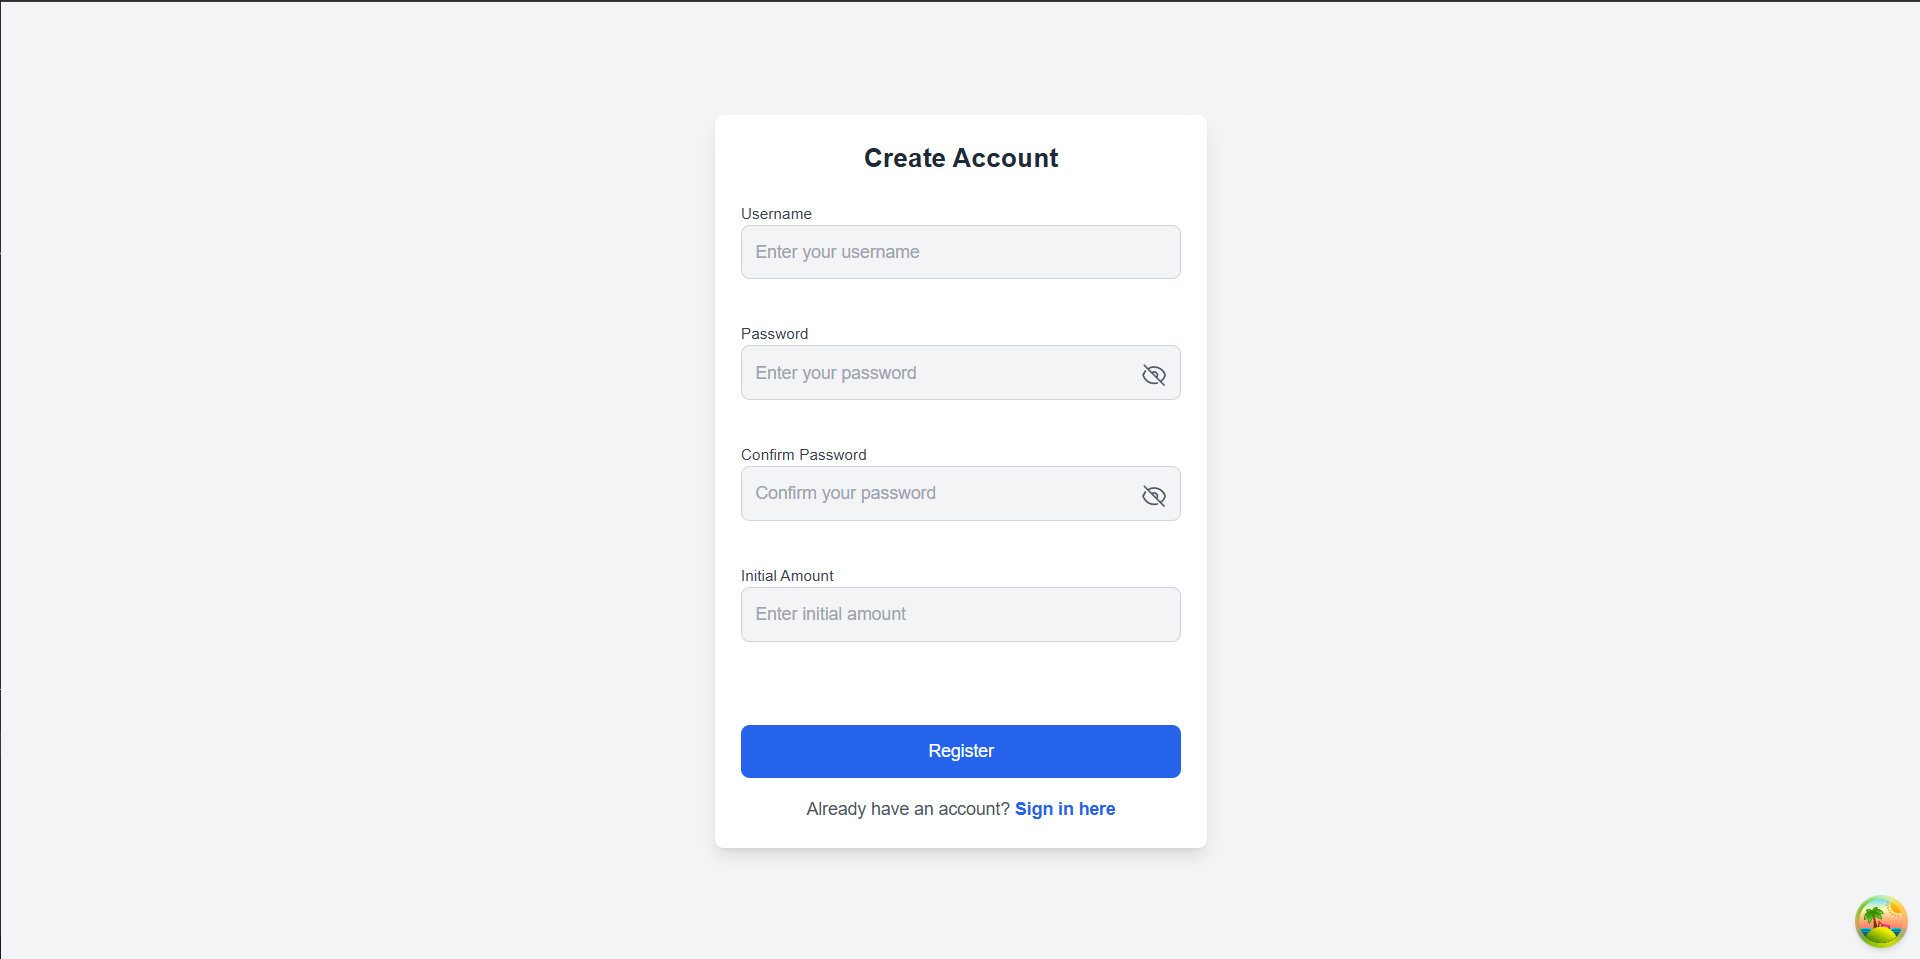 Create Account
Username
Enter your username
Password
Enter your password
Confirm Password
Confirm your password
Initial Amount
Enter initial amount
Register
Already have an account? Sign in here